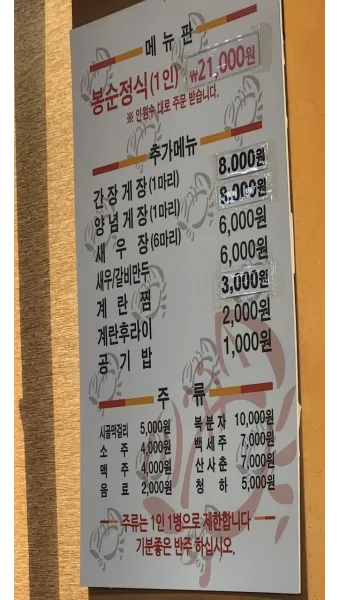 메뉴판
봉순정식(1인) ₩21,000원
※ 인원수 대로 주문 받습니다.
추가메뉴
간장게장(1마리) 8,000원
양념게장(1마리) 8,000원
새우장(6마리) 6,000원
새우/갈비만두 6,000원
계란찜 3,000원
계란후라이 2,000원
공기밥 1,000원
주류
시골막걸리 5,000원 복분자 10,000원
소주 4,000원 백세주 7,000원
맥주 4,000원 산사춘 7,000원
음료 2,000원 청하 5,000원
주류는 1인 1병으로 제한합니다
기분좋은 반주 하십시오.